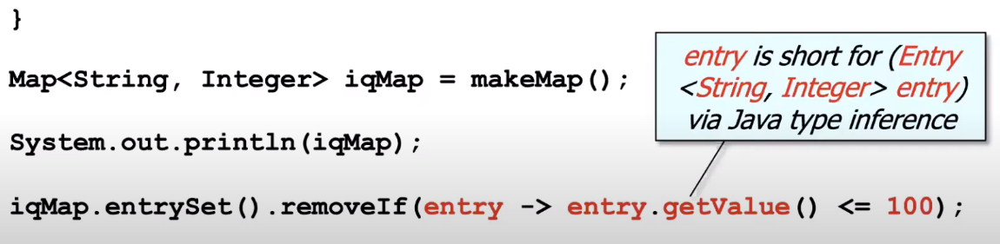 }
Map<String, Integer> iqMap = makeMap();
entry is short for (Entry
<String, Integer> entry)
via Java type inference
System.out.println(iqMap);
iqMap.entrySet().removeIf(entry -> entry.getValue() <= 100);